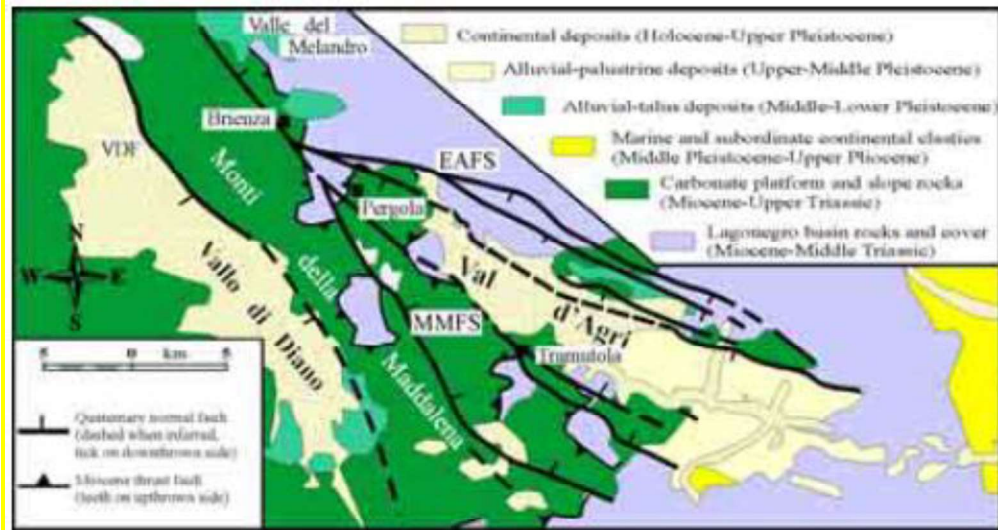 Valle del
Melandro
Brienza
VDF
Monti
della
Maddalena
Pergola
EAFS
MMFS
Val
d'Agri
Tramutola
Vallo di Diano
N
W E
S
Continental deposits (Holocene-Upper Pleistocene)
Alluvial-palustrine deposits (Upper-Middle Pleistocene)
Alluvial-talus deposits (Middle-Lower Pleistocene)
Marine and subordinate continental clastics
(Middle Pleistocene-Upper Pliocene)
Carbonate platform and slope rocks
(Miocene-Upper Triassic)
Lagonegro basin rocks and cover
(Miocene-Middle Triassic)
5 0 km 5
Quaternary normal fault
(dashed when inferred,
tick on downthrown side)
Miocene thrust fault
(teeth on upthrown side)